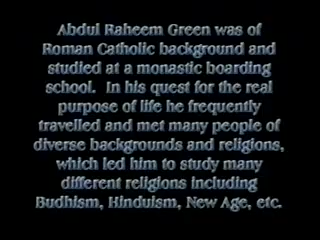 Abdul Raheem Green was of
Roman Catholic background and
studied at a monastic boarding
school. In his quest for the real
purpose of life he frequently
travelled and met many people of
diverse backgrounds and religions,
which led him to study many
different religions including
Budhism, Hinduism, New Age, etc.